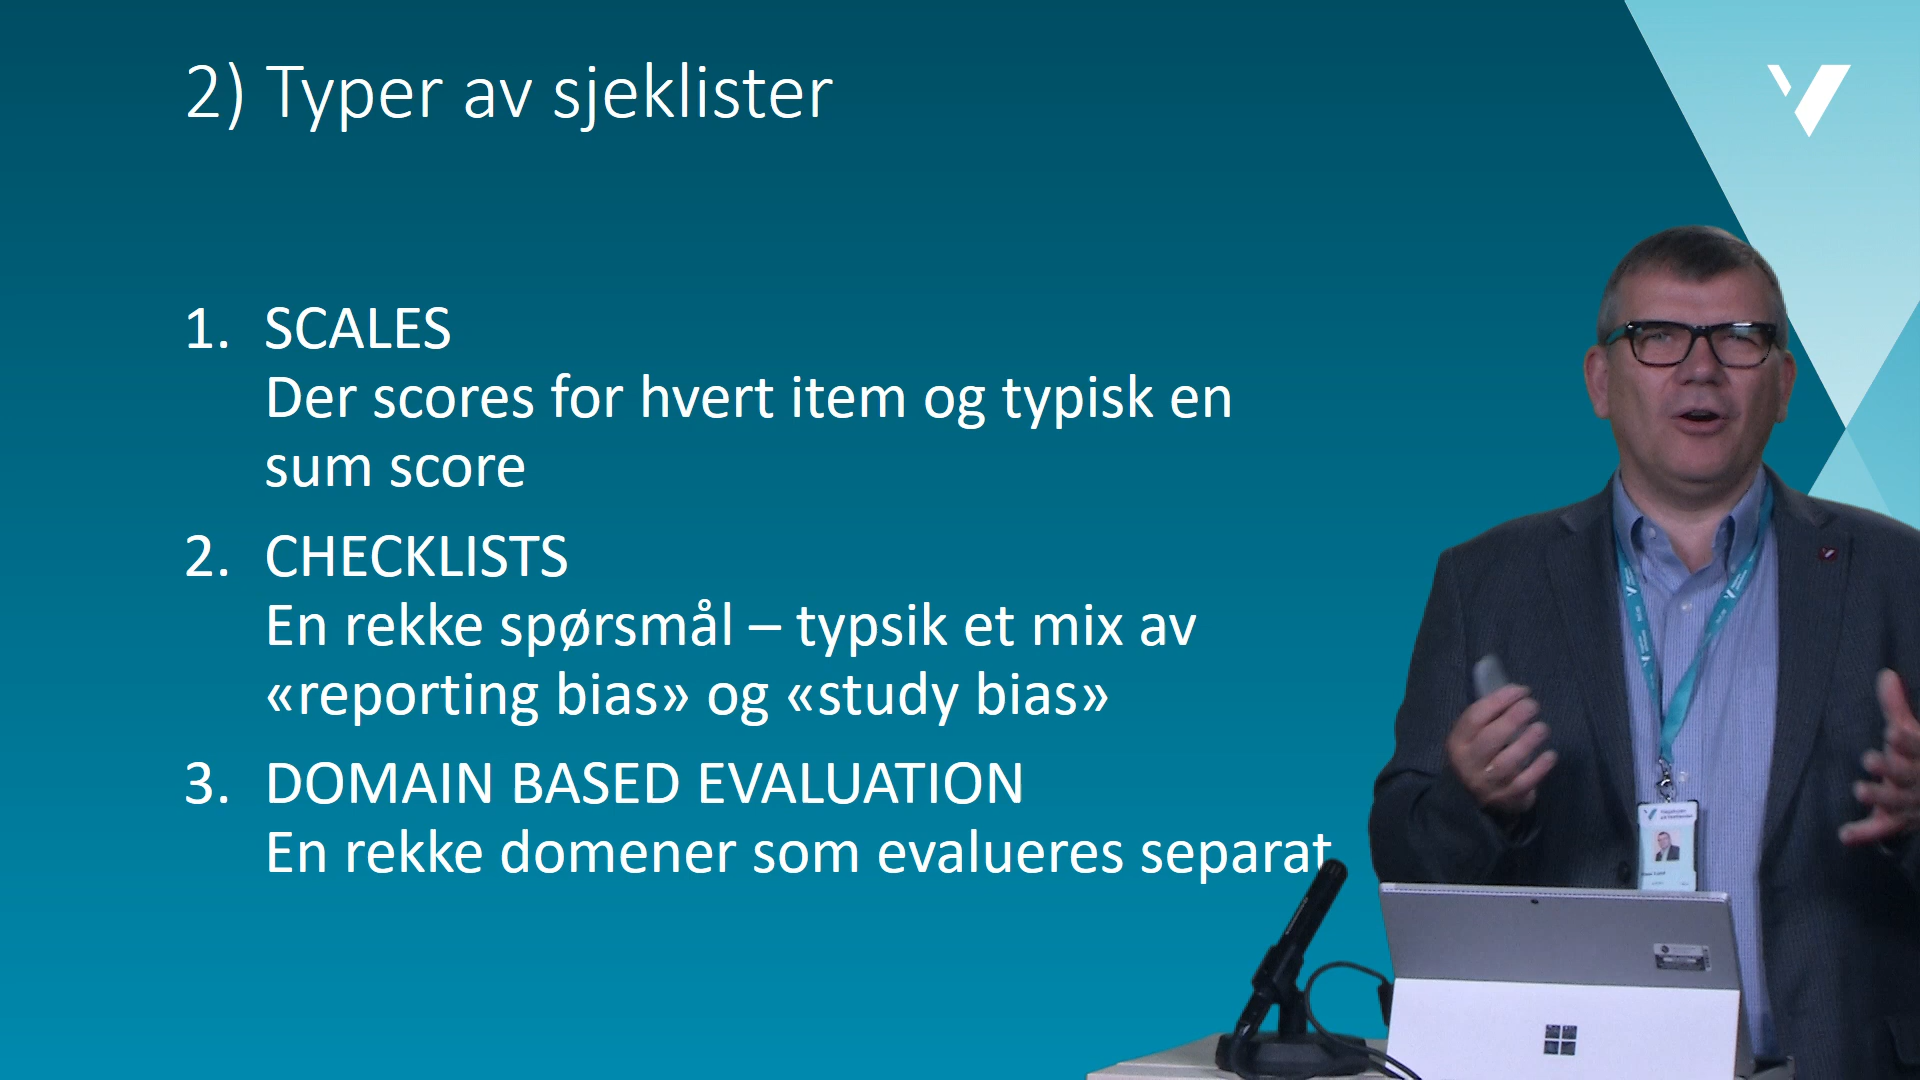 2) Typer av sjeklister
1. SCALES
Der scores for hvert item og typisk en
sum score
2. CHECKLISTS
En rekke spørsmål – typsik et mix av
«reporting bias» og «study bias»
3. DOMAIN BASED EVALUATION
En rekke domener som evalueres separat